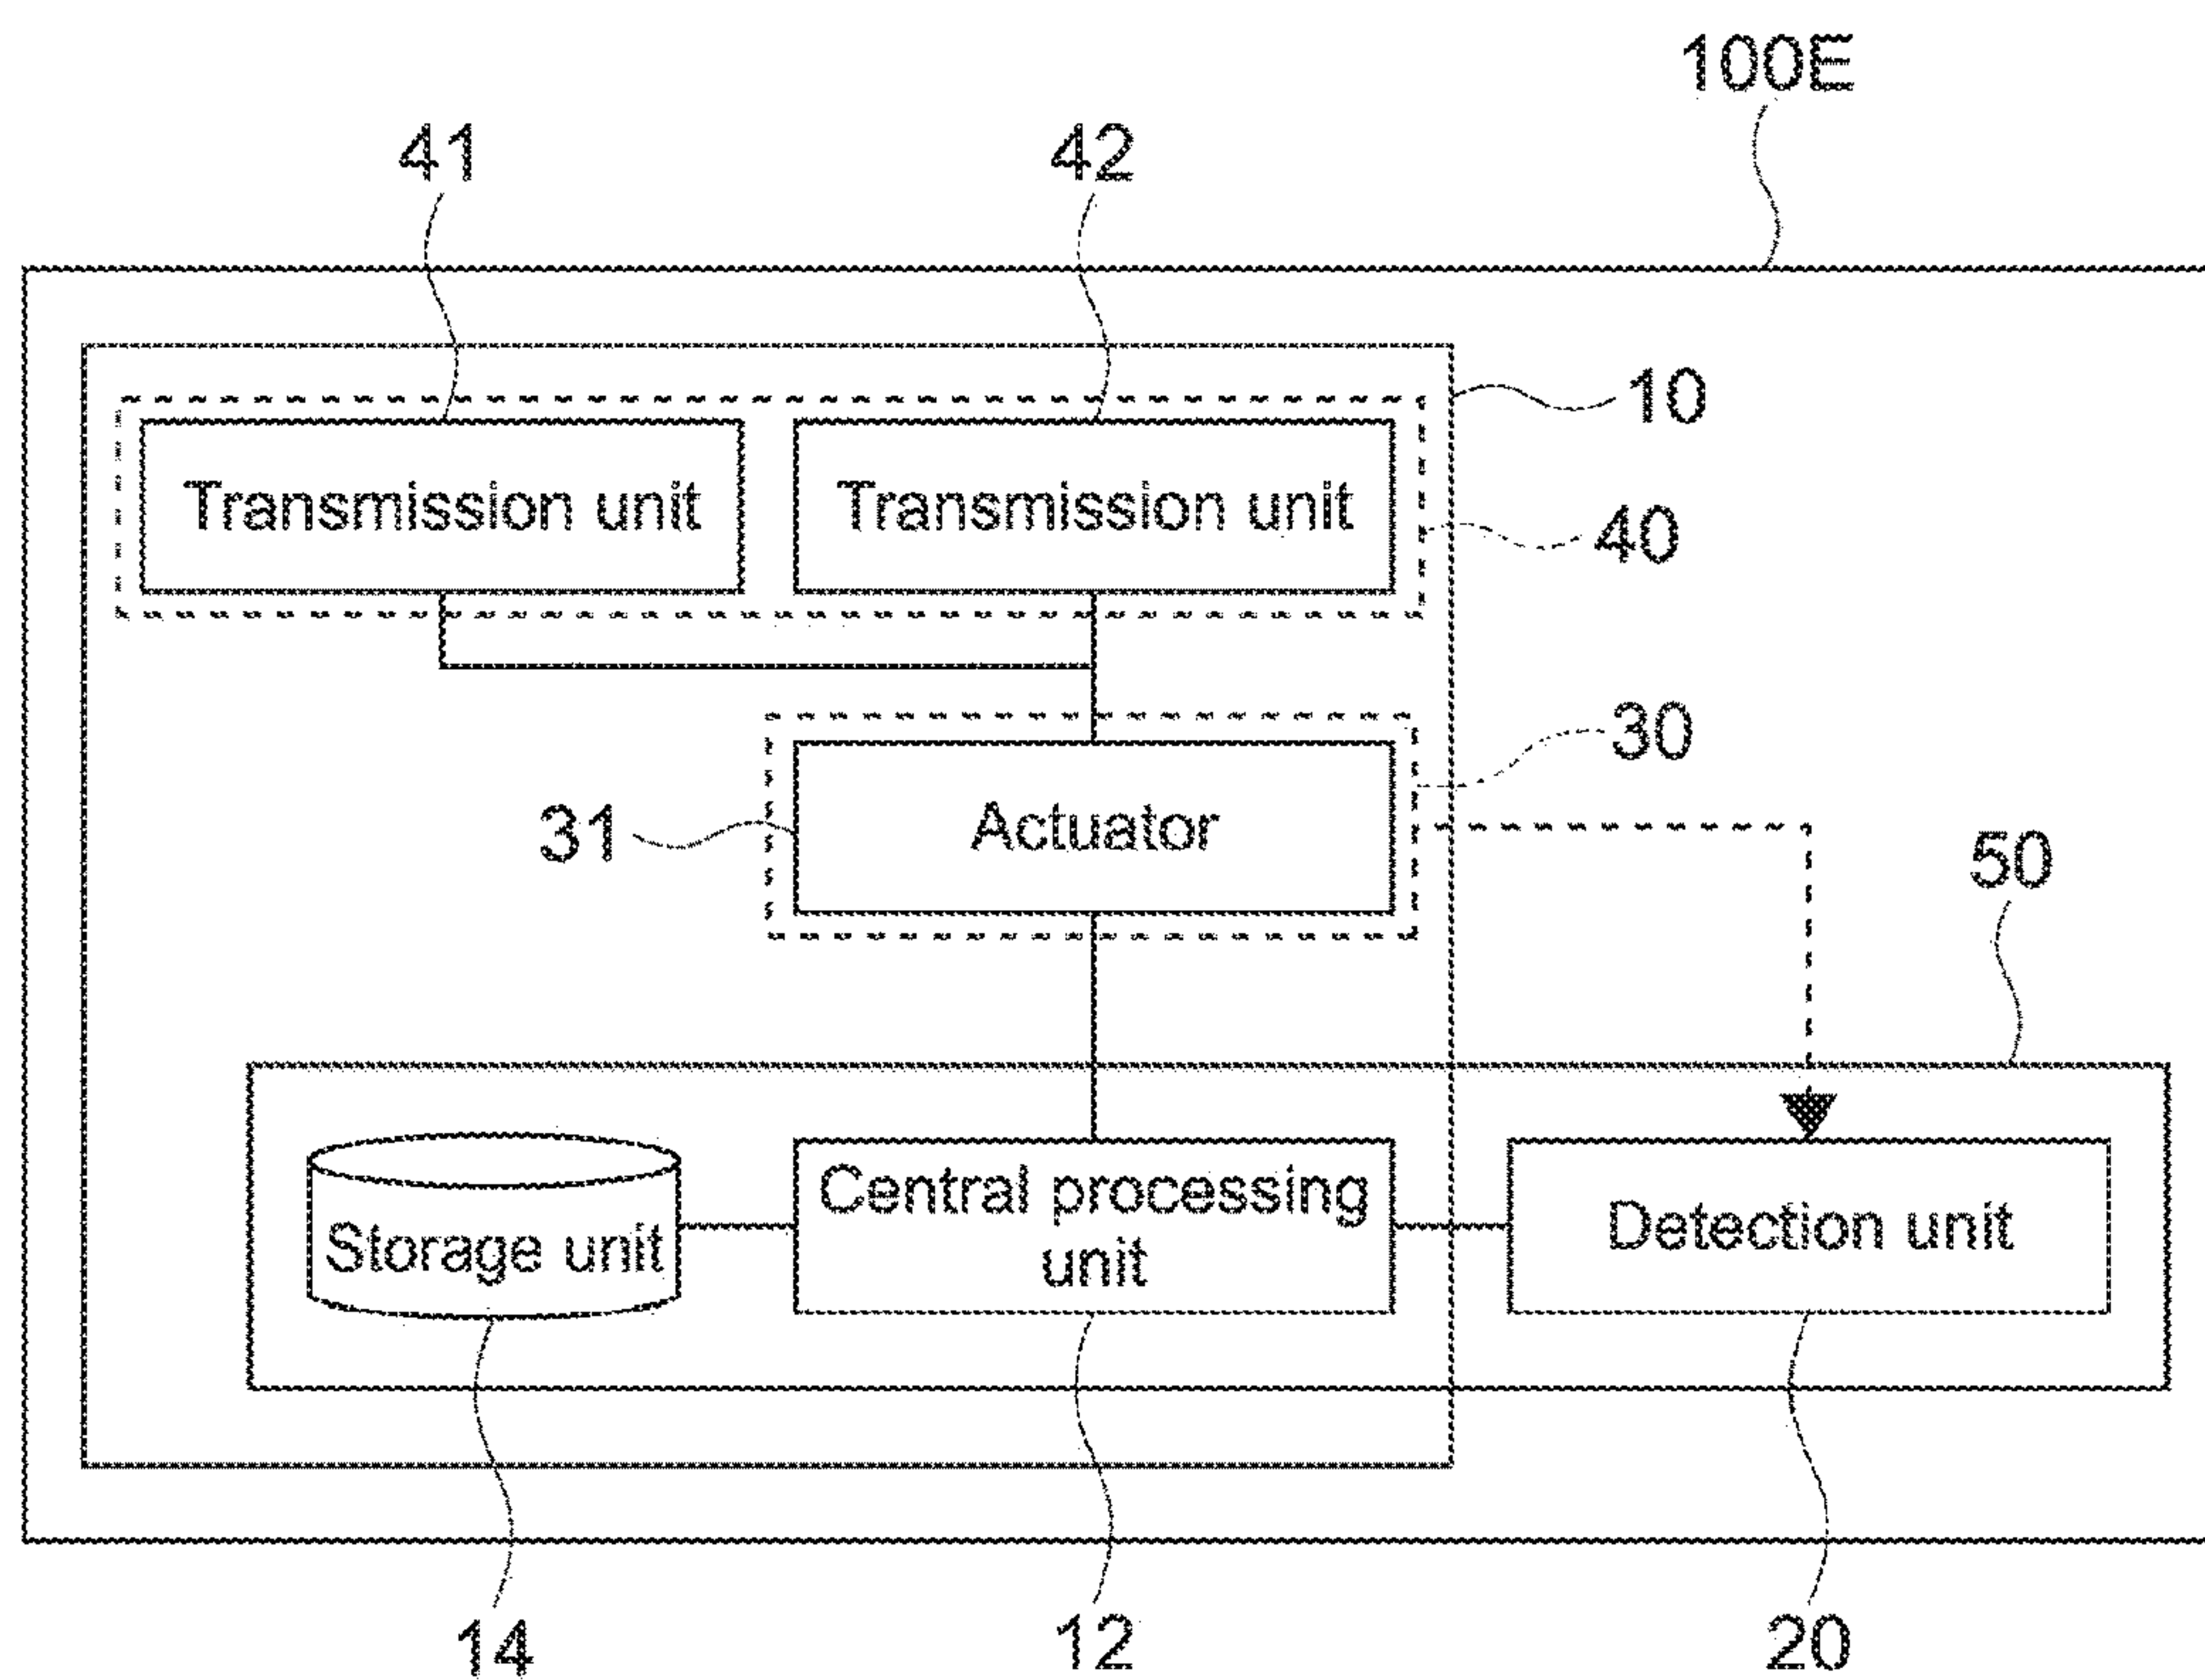 100E
41
42
10
Transmission unit
Transmission unit
40
30
31
Actuator
50
Storage unit
Central processing
unit
Detection unit
14
12
20